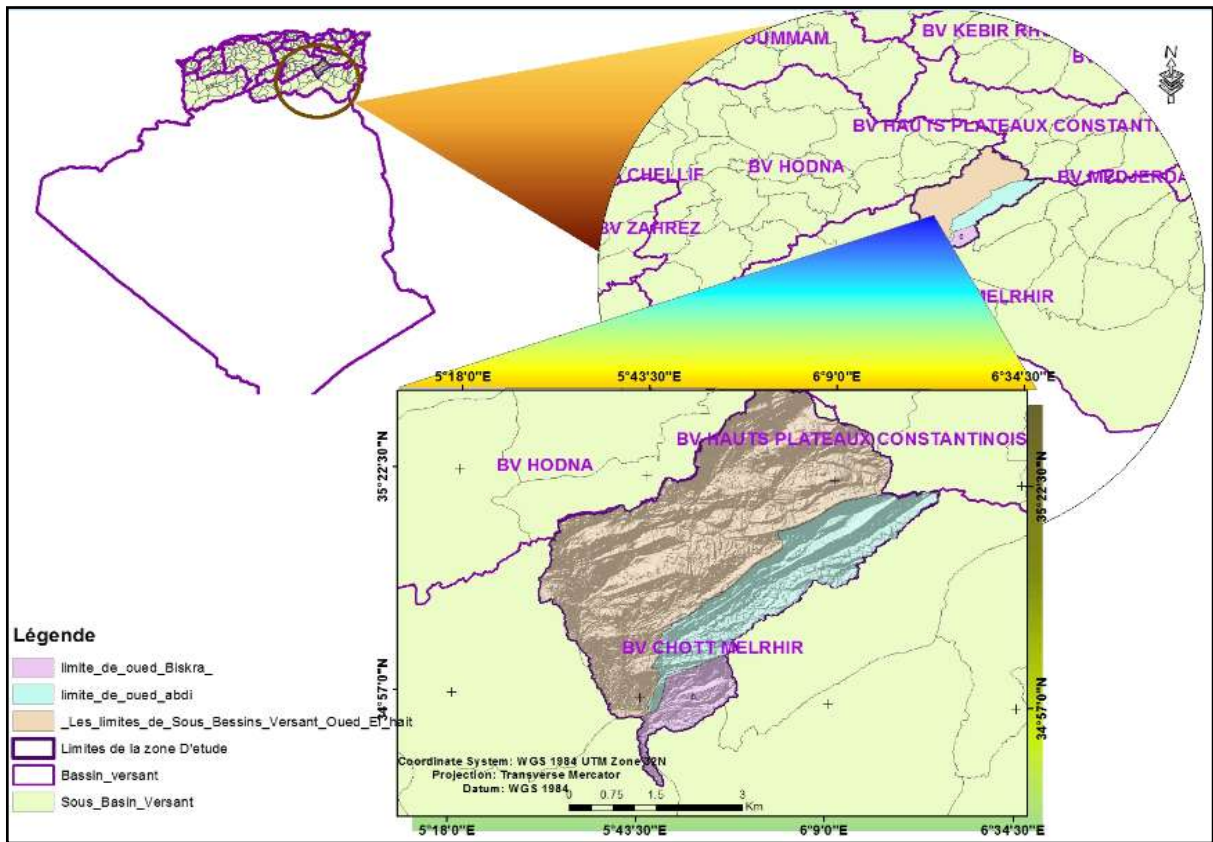 OUMMAM
BV KEBIR RH
BV
N
BV HAUTS PLATEAUX CONSTANTI
BV HODNA
CHELLIF
BV MEDJERDA
BV ZAHREZ
MELRHIR
5°18'0"E 5°43'30"E 6°9'0"E 6°34'30"E
BV HAUTS PLATEAUX CONSTANTINOIS
BV HODNA
35°22'30"N
35°22'30"N
BV CHOTT MELRHIR
34°57'0"N
34°57'0"N
Légende
limite_de_oued_Biskra_
limite_de_oued_abdi
_Les_limites_de_Sous_Bessins_Versant_Oued_El_hait
Limites de la zone D'etude
Bassin_versant
Sous_Basin_Versant
Coordinate System: WGS 1984 UTM Zone 32N
Projection: Transverse Mercator
Datum: WGS 1984
0 0.75 1.5 3
Km
5°18'0"E 5°43'30"E 6°9'0"E 6°34'30"E